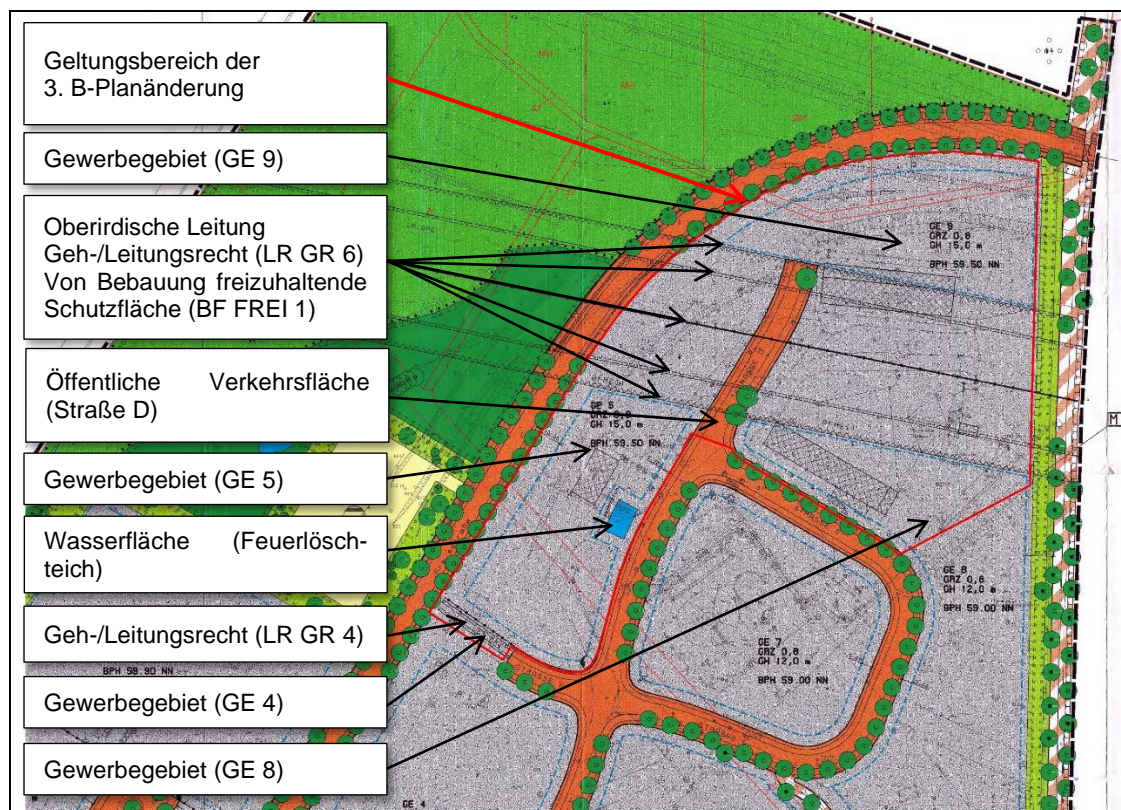 Geltungsbereich der
3. B-Planänderung
Gewerbegebiet (GE 9)
Oberirdische Leitung
Geh-/Leitungsrecht (LR GR 6)
Von Bebauung freizuhaltende
Schutzfläche (BF FREI 1)
Öffentliche Verkehrsfläche
(Straße D)
Gewerbegebiet (GE 5)
Wasserfläche (Feuerlösch-
teich)
Geh-/Leitungsrecht (LR GR 4)
Gewerbegebiet (GE 4)
Gewerbegebiet (GE 8)
GE 9
GRZ 0,8
GH 15,0 m
BPH 59.50 NN
GE 5
GRZ 0,8
GH 15,0 m
BPH 59.50 NN
GE 8
GRZ 0,8
GH 12,0 m
BPH 59.00 NN
GE 7
GRZ 0,8
GH 12,0 m
BPH 59.00 NN
BPH 58.90 NN
GE 4
M